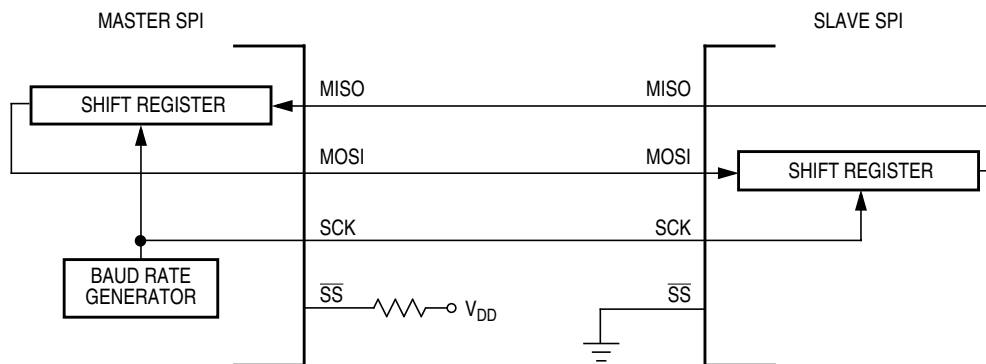 MASTER SPI
SLAVE SPI
SHIFT REGISTER
MISO
MISO
MOSI
MOSI
SHIFT REGISTER
SCK
SCK
BAUD RATE
GENERATOR
SS
VDD
SS